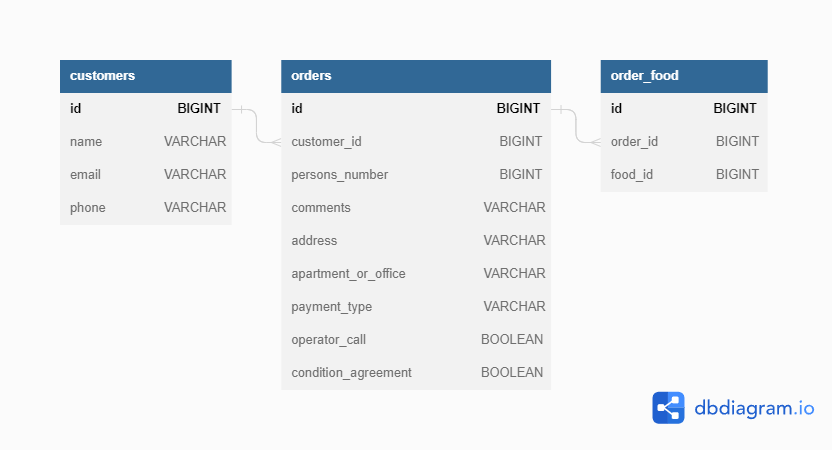 customers
id BIGINT
name VARCHAR
email VARCHAR
phone VARCHAR
orders
id BIGINT
customer_id BIGINT
persons_number BIGINT
comments VARCHAR
address VARCHAR
apartment_or_office VARCHAR
payment_type VARCHAR
operator_call BOOLEAN
condition_agreement BOOLEAN
order_food
id BIGINT
order_id BIGINT
food_id BIGINT
dbdiagram.io